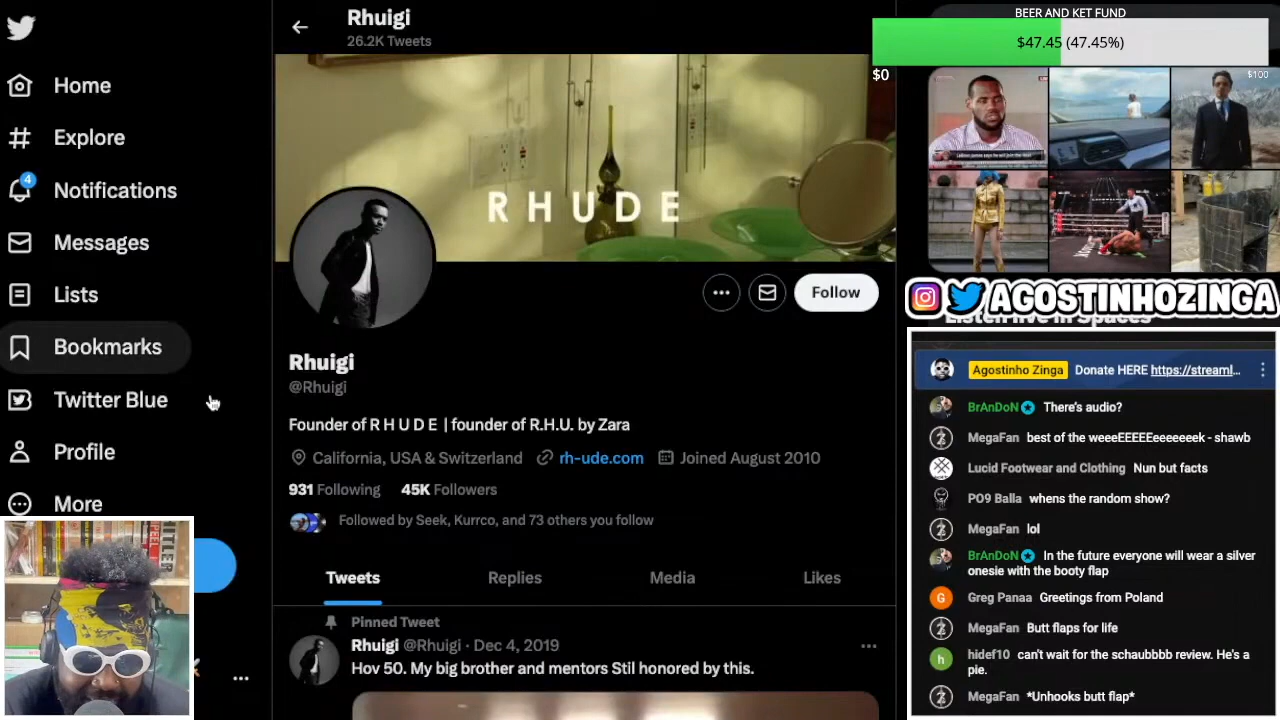 Rhuigi
26.2K Tweets
BEER AND KET FUND
$47.45 (47.45%)
$0
$100
Home
Explore
4
Notifications
Messages
Lists
Bookmarks
Twitter Blue
Profile
More
RHUDE
Follow
Rhuigi
@Rhuigi
Founder of R H U D E | founder of R.H.U. by Zara
California, USA & Switzerland rh-ude.com Joined August 2010
931 Following 45K Followers
Followed by Seek, Kurrco, and 73 others you follow
Tweets Replies Media Likes
Pinned Tweet
Rhuigi @Rhuigi · Dec 4, 2019
Hov 50. My big brother and mentors Stil honored by this.
AGOSTINHOZINGA
Listen live in Spaces
Agostinho Zinga Donate HERE https://streaml...
BrAnDoN There's audio?
MegaFan best of the weeeEEEEEeeeeeek - shawb
Lucid Footwear and Clothing Nun but facts
PO9 Balla whens the random show?
MegaFan lol
BrAnDoN In the future everyone will wear a silver
onesie with the booty flap
G Greg Panaa Greetings from Poland
MegaFan Butt flaps for life
h hidef10 can't wait for the schaubbbb review. He's a
pie.
MegaFan *Unhooks butt flap*